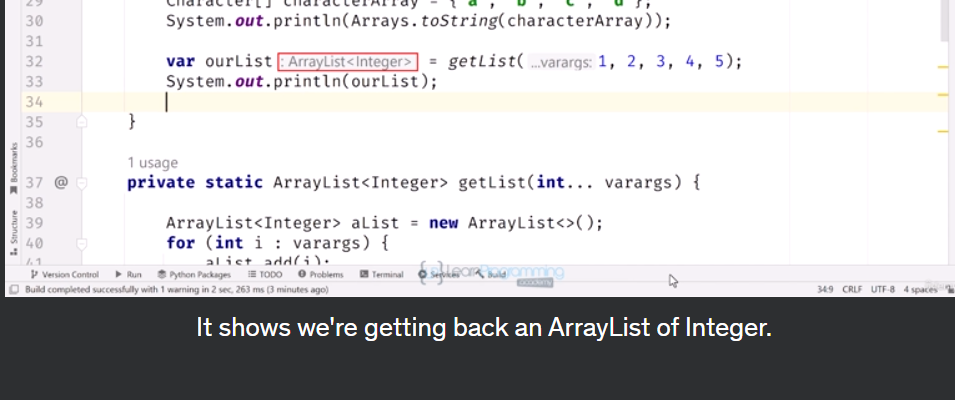 29 Character[] characterArray = {'a', 'b', 'c', 'd'};
30 System.out.println(Arrays.toString(characterArray));
31
32 var ourList : ArrayList<Integer> = getList( ...varargs: 1, 2, 3, 4, 5);
33 System.out.println(ourList);
34
35 }
36
1 usage
37 @ private static ArrayList<Integer> getList(int... varargs) {
38
39 ArrayList<Integer> aList = new ArrayList<>();
40 for (int i : varargs) {
41 aList.add(i);
Bookmarks
Structure
Version Control Run Python Packages TODO Problems Terminal Services Build
LearnProgramming
academy
Build completed successfully with 1 warning in 2 sec, 263 ms (3 minutes ago) 34:9 CRLF UTF-8 4 spaces
It shows we're getting back an ArrayList of Integer.